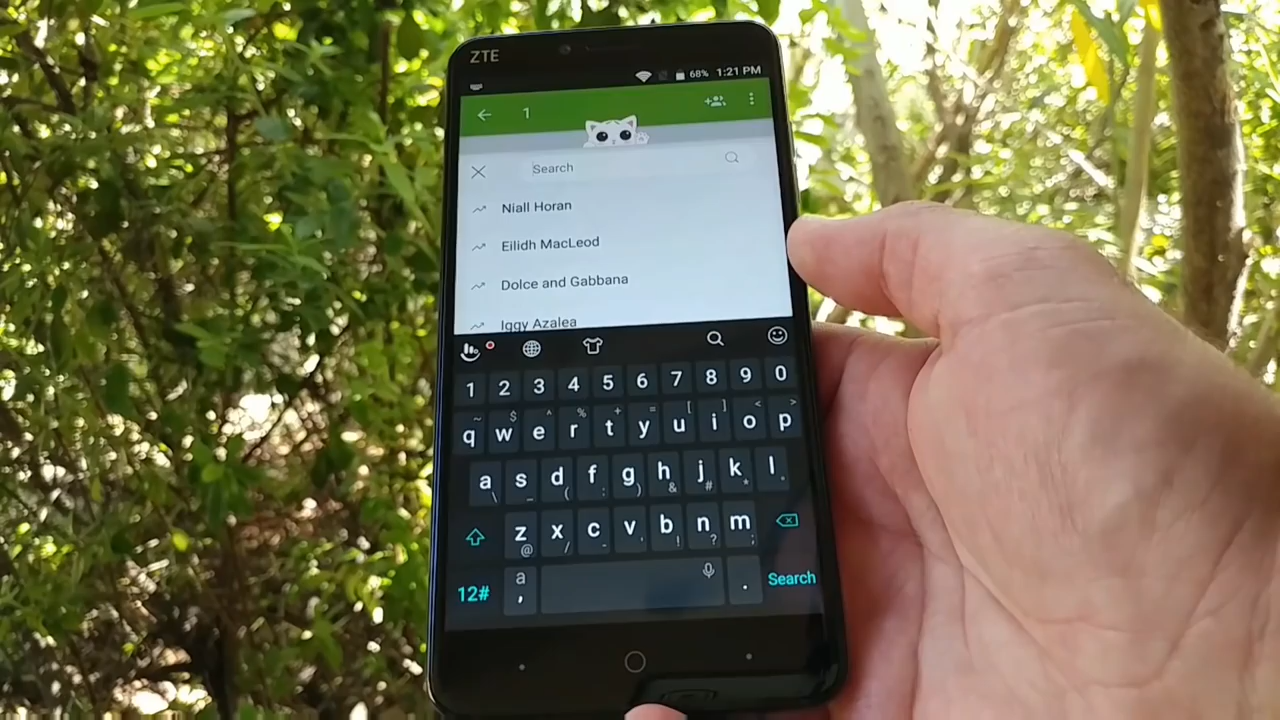 ZTE
68% 1:21 PM
1
Search
Niall Horan
Eilidh MacLeod
Dolce and Gabbana
Iggy Azalea
1 2 3 4 5 6 7 8 9 0
~ $ ^ % + = [ ] < >
q w e r t y u i o p
a s d f g h j k l
\ _ ( : ) & # *
z x c v b n m
@ / - ' ! ? ;
12# a , . Search